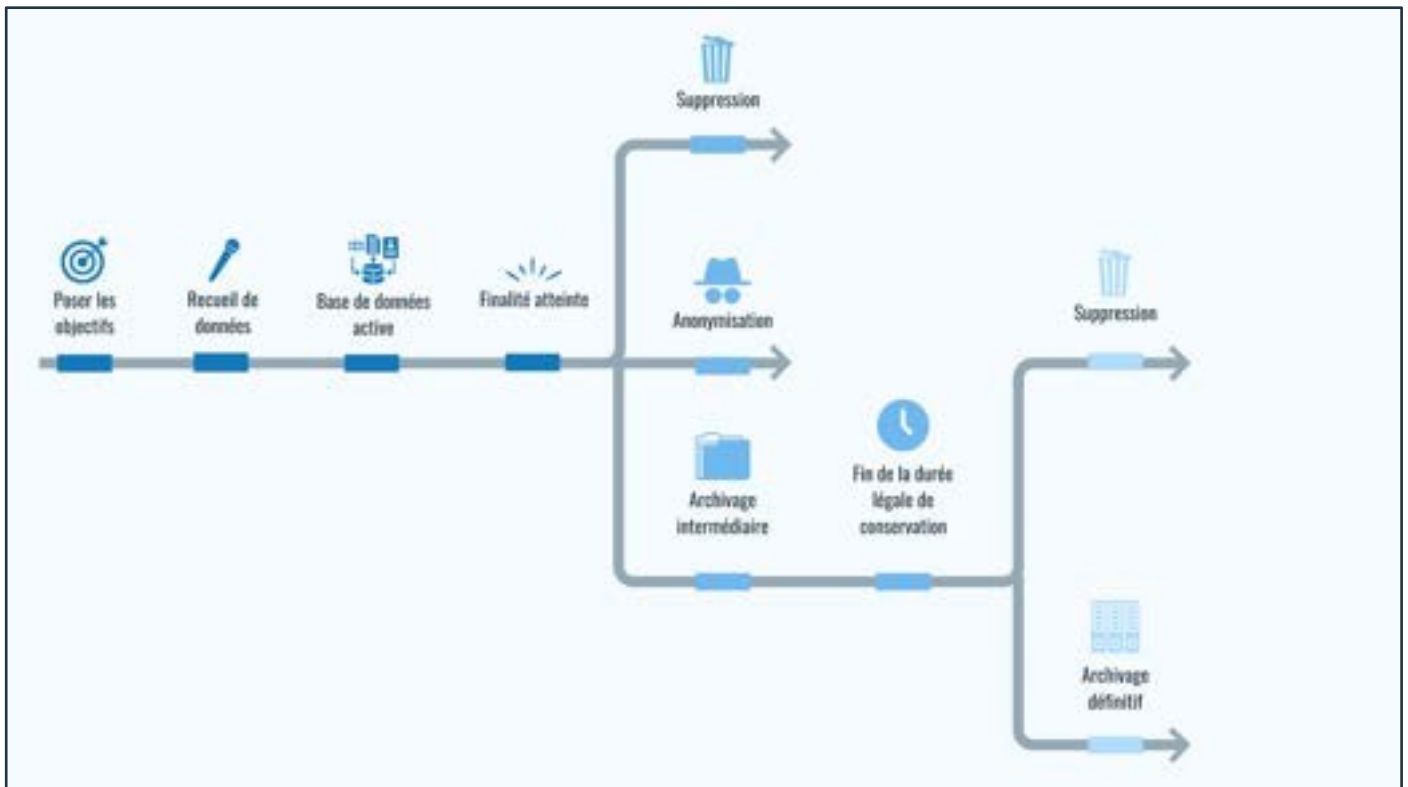 Suppression
Poser les
objectifs
Recueil de
données
Base de données
active
Finalité atteinte
Anonymisation
Suppression
Archivage
intermédiaire
Fin de la durée
légale de
conservation
Archivage
définitif